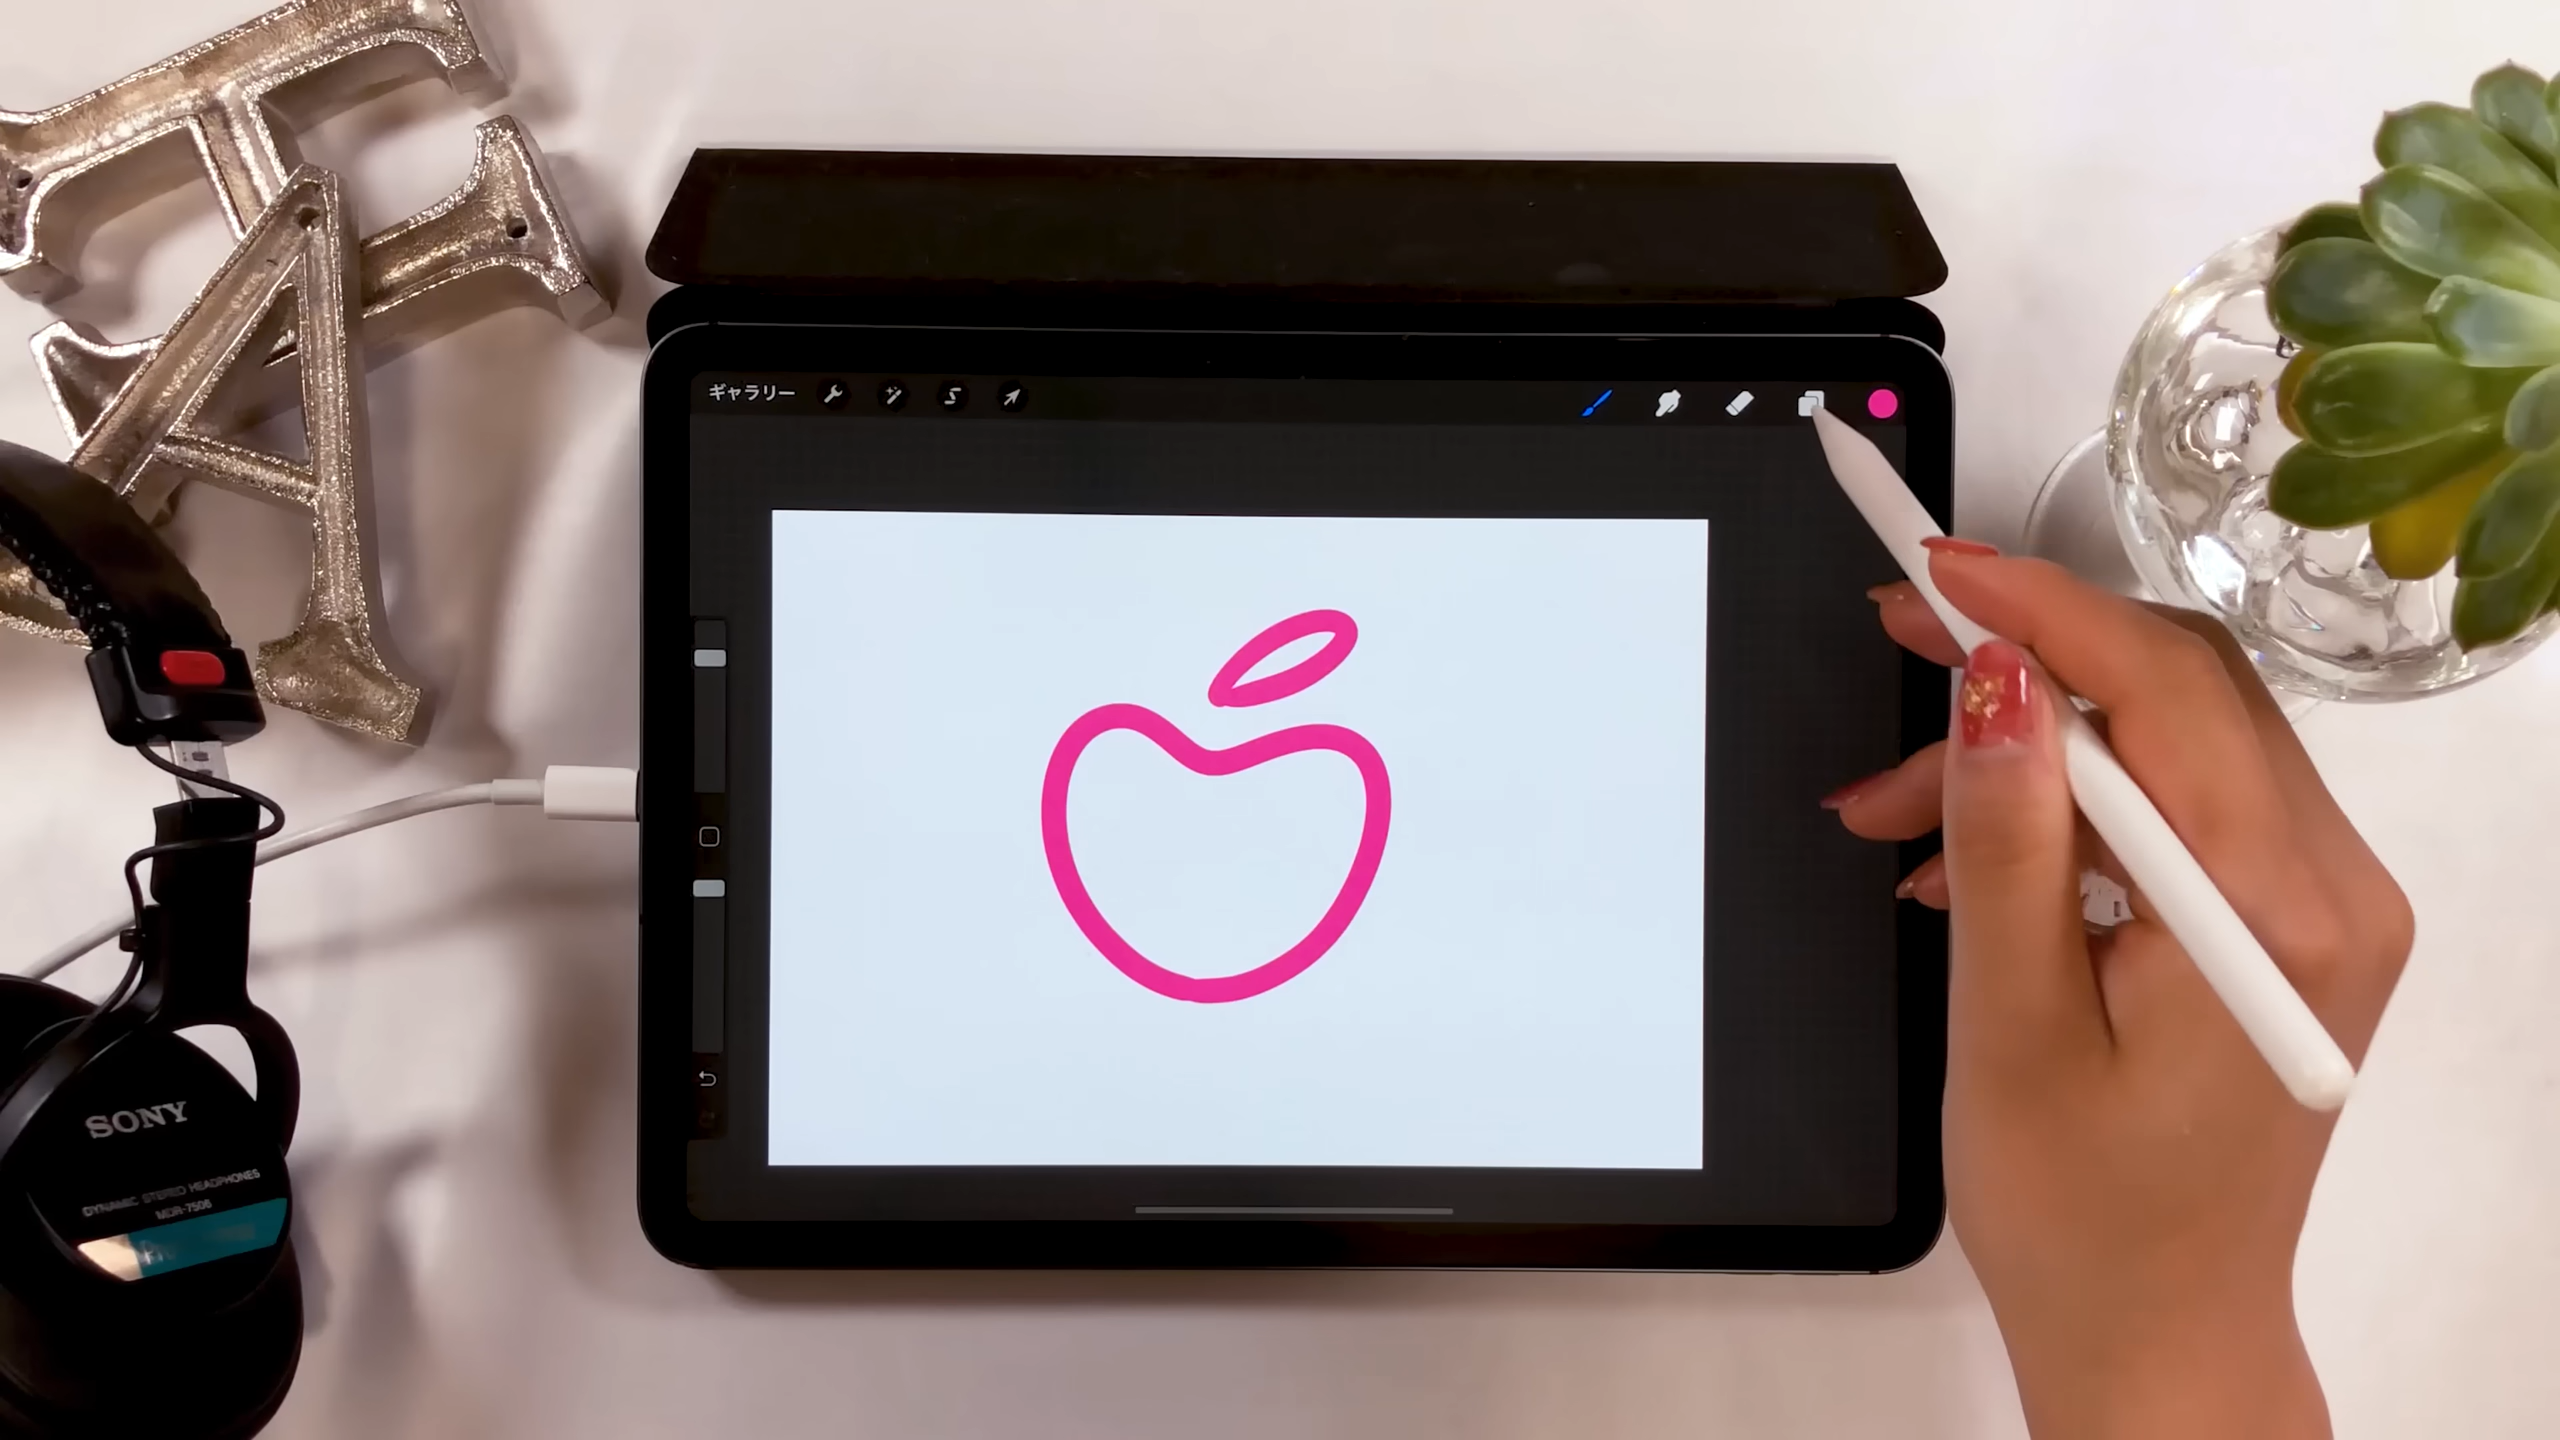 ギャラリー
SONY
DYNAMIC STEREO HEADPHONES
MDR-7506
A